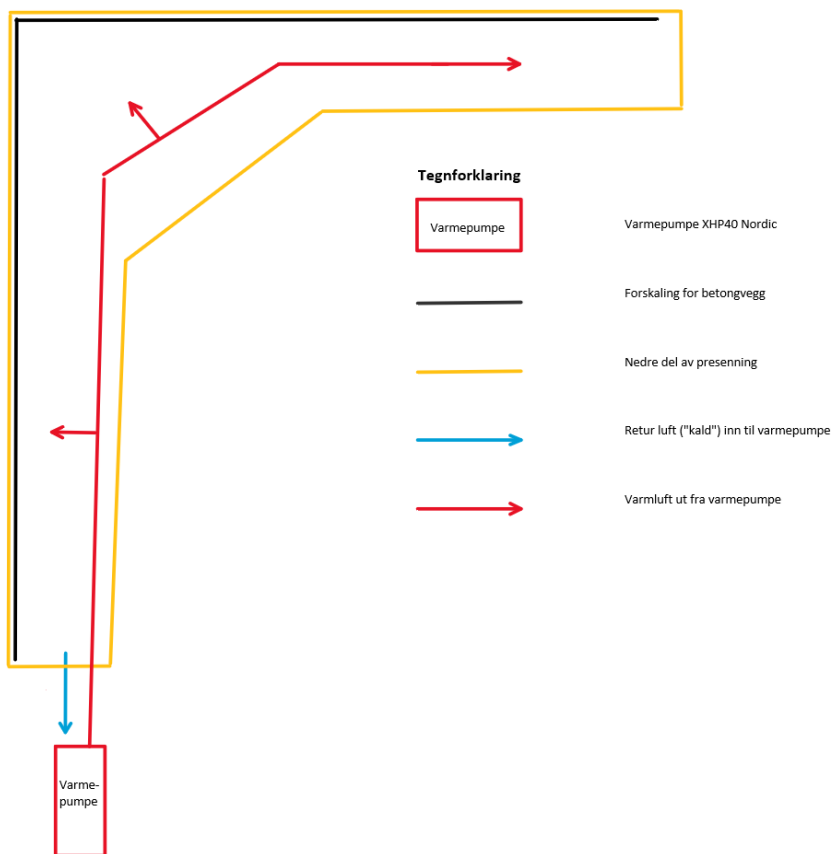 Tegnforklaring
Varmepumpe
Varmepumpe XHP40 Nordic
Forskaling for betongvegg
Nedre del av presenning
Retur luft ("kald") inn til varmepumpe
Varmluft ut fra varmepumpe
Varme-
pumpe